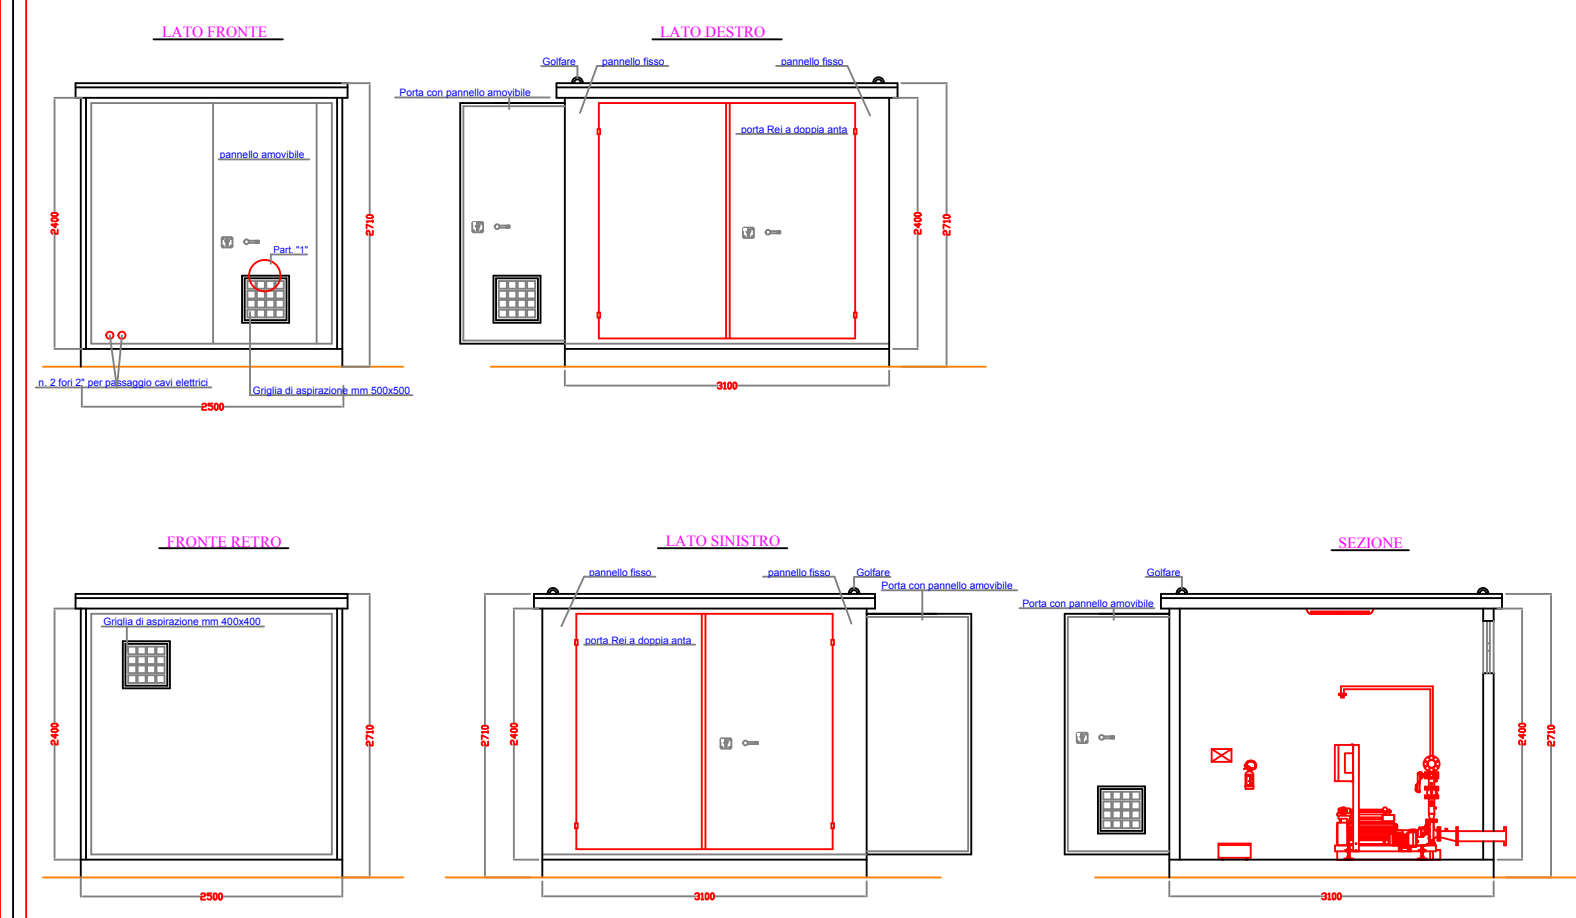 LATO FRONTE
pannello amovibile
Part. "1"
2400
2710
n. 2 fori 2" per passaggio cavi elettrici
Griglia di aspirazione mm 500x500
2500
LATO DESTRO
Golfare
pannello fisso
pannello fisso
Porta con pannello amovibile
porta Rei a doppia anta
2400
2710
3100
FRONTE RETRO
Griglia di aspirazione mm 400x400
2400
2710
2500
LATO SINISTRO
pannello fisso
pannello fisso
Golfare
Porta con pannello amovibile
porta Rei a doppia anta
2710
2400
3100
SEZIONE
Golfare
Porta con pannello amovibile
2400
2710
3100